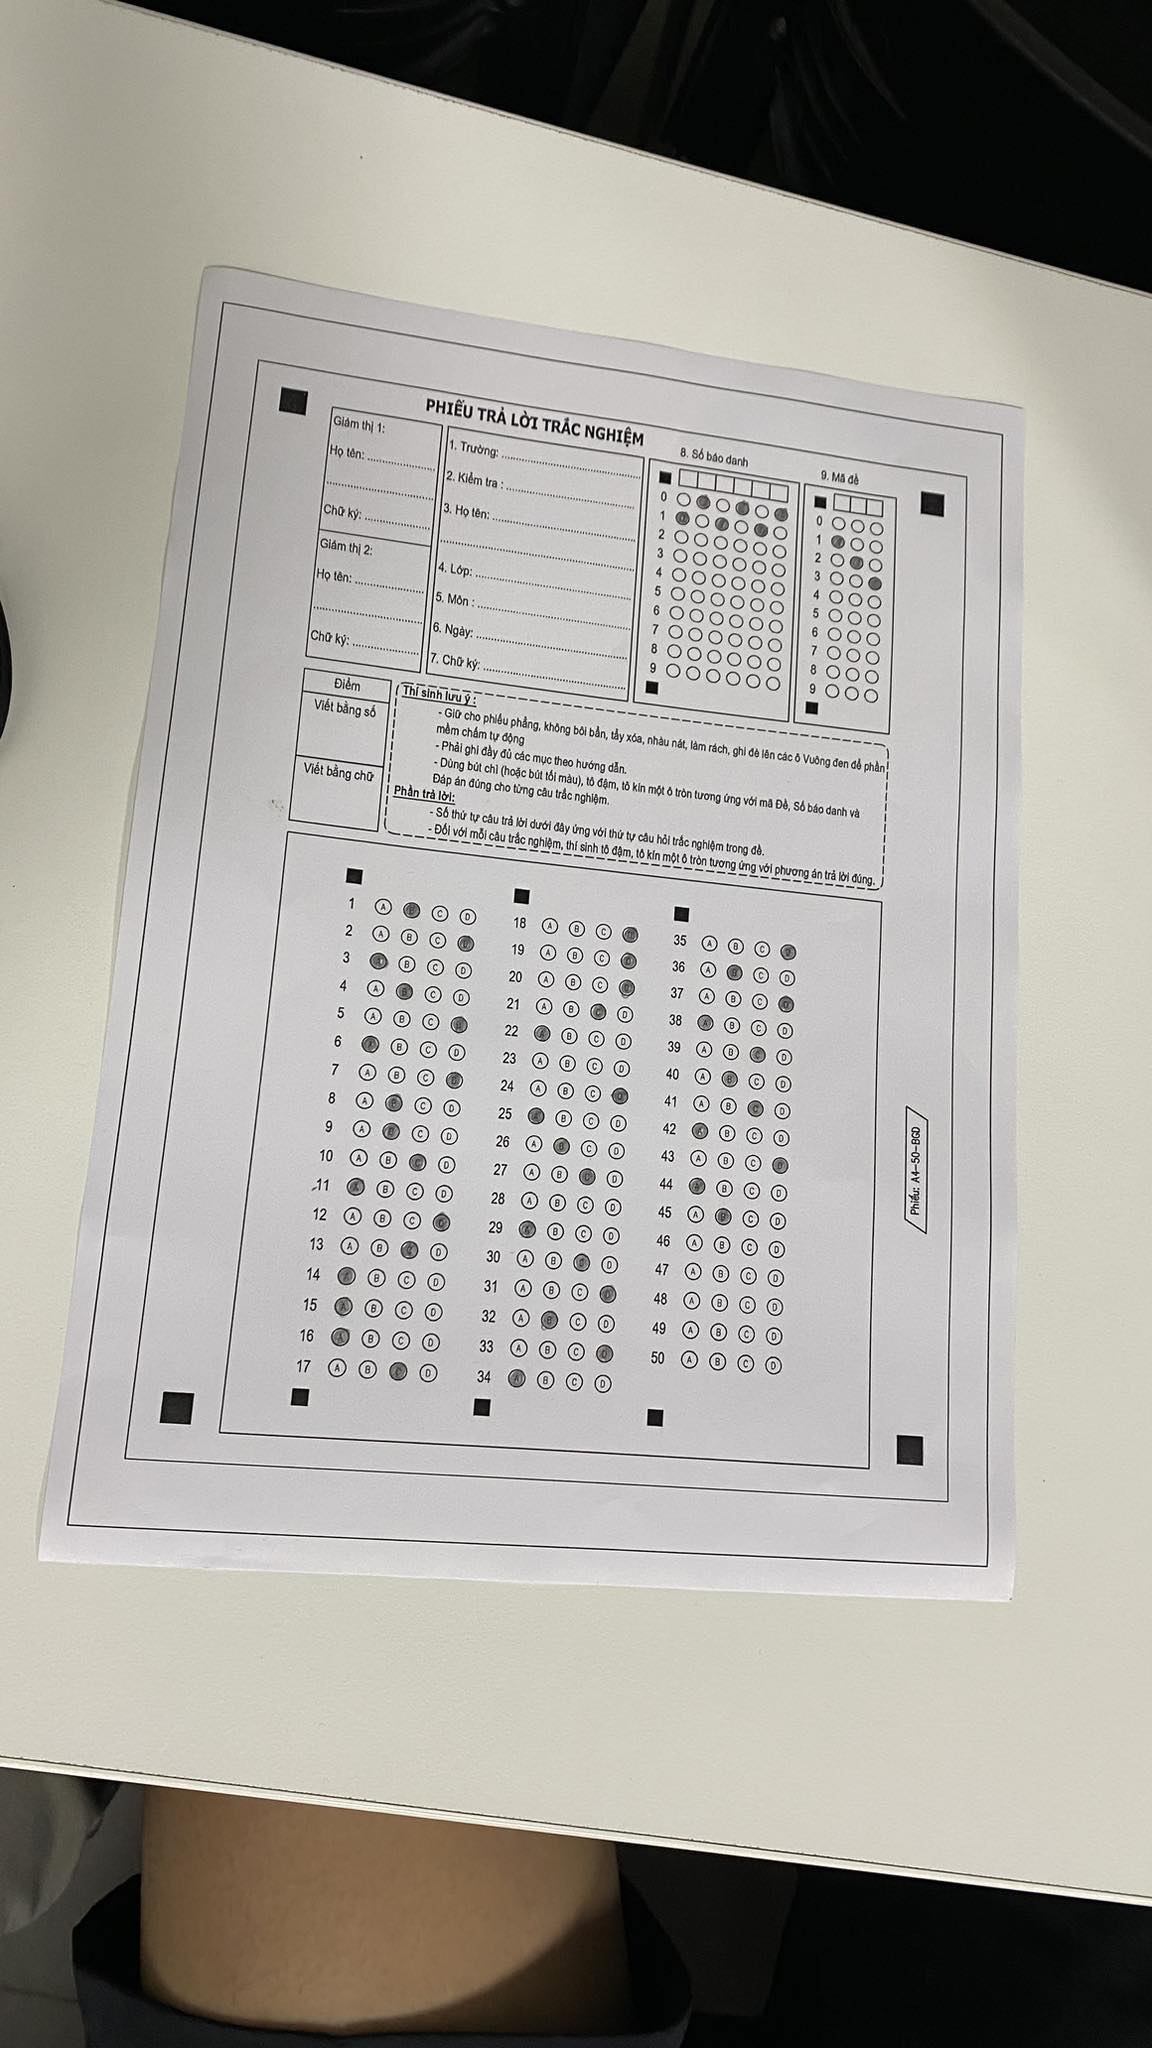 PHIẾU TRẢ LỜI TRẮC NGHIỆM
Giám thị 1:
Họ tên:
Chữ ký:
Giám thị 2:
Họ tên:
Chữ ký:
1. Trường:
2. Kiểm tra :
3. Họ tên:
4. Lớp:
5. Môn :
6. Ngày:
7. Chữ ký:
8. Số báo danh
0
1
2
3
4
5
6
7
8
9
9. Mã đề
0
1
2
3
4
5
6
7
8
9
Điểm
Viết bằng số
Viết bằng chữ
Thí sinh lưu ý :
- Giữ cho phiếu phẳng, không bôi bẩn, tẩy xóa, nhàu nát, làm rách, ghi đè lên các ô Vuông đen để phần
mềm chấm tự động
- Phải ghi đầy đủ các mục theo hướng dẫn.
- Dùng bút chì (hoặc bút tối màu), tô đậm, tô kín một ô tròn tương ứng với mã Đề, Số báo danh và
Đáp án đúng cho từng câu trắc nghiệm.
Phần trả lời:
- Số thứ tự câu trả lời dưới đây ứng với thứ tự câu hỏi trắc nghiệm trong đề.
- Đối với mỗi câu trắc nghiệm, thí sinh tô đậm, tô kín một ô tròn tương ứng với phương án trả lời đúng.
1 A B C D
2 A B C D
3 A B C D
4 A B C D
5 A B C D
6 A B C D
7 A B C D
8 A B C D
9 A B C D
10 A B C D
11 A B C D
12 A B C D
13 A B C D
14 A B C D
15 A B C D
16 A B C D
17 A B C D
18 A B C D
19 A B C D
20 A B C D
21 A B C D
22 A B C D
23 A B C D
24 A B C D
25 A B C D
26 A B C D
27 A B C D
28 A B C D
29 A B C D
30 A B C D
31 A B C D
32 A B C D
33 A B C D
34 A B C D
35 A B C D
36 A B C D
37 A B C D
38 A B C D
39 A B C D
40 A B C D
41 A B C D
42 A B C D
43 A B C D
44 A B C D
45 A B C D
46 A B C D
47 A B C D
48 A B C D
49 A B C D
50 A B C D
Phiếu: A4-50-BGD